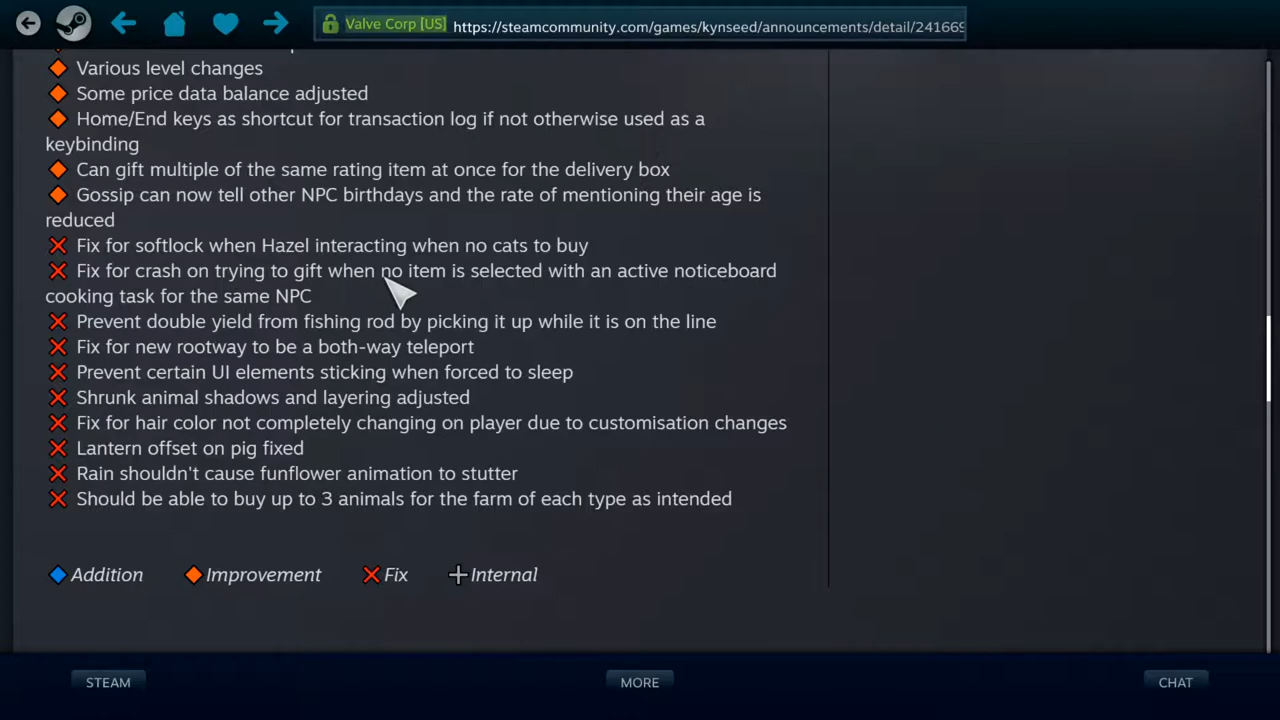 Valve Corp [US] https://steamcommunity.com/games/kynseed/announcements/detail/241669
Various level changes
Some price data balance adjusted
Home/End keys as shortcut for transaction log if not otherwise used as a
keybinding
Can gift multiple of the same rating item at once for the delivery box
Gossip can now tell other NPC birthdays and the rate of mentioning their age is
reduced
Fix for softlock when Hazel interacting when no cats to buy
Fix for crash on trying to gift when no item is selected with an active noticeboard
cooking task for the same NPC
Prevent double yield from fishing rod by picking it up while it is on the line
Fix for new rootway to be a both-way teleport
Prevent certain UI elements sticking when forced to sleep
Shrunk animal shadows and layering adjusted
Fix for hair color not completely changing on player due to customisation changes
Lantern offset on pig fixed
Rain shouldn't cause funflower animation to stutter
Should be able to buy up to 3 animals for the farm of each type as intended
Addition Improvement Fix Internal
STEAM MORE CHAT